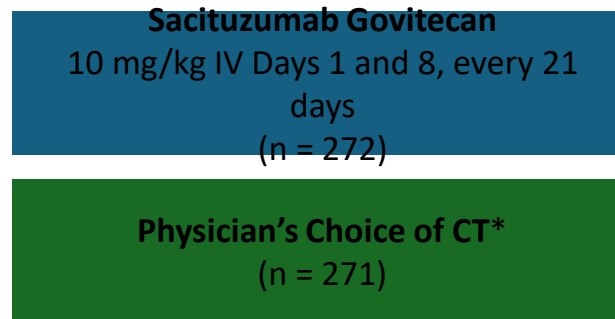 Sacituzumab Govitecan
10 mg/kg IV Days 1 and 8, every 21
days
(n = 272)
Physician’s Choice of CT*
(n = 271)